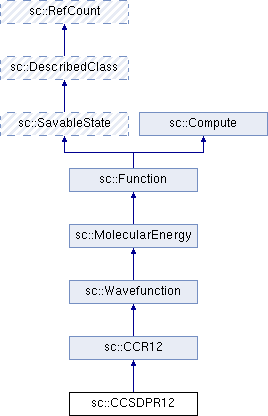 sc::RefCount
sc::DescribedClass
sc::SavableState
sc::Compute
sc::Function
sc::MolecularEnergy
sc::Wavefunction
sc::CCR12
sc::CCSDPR12